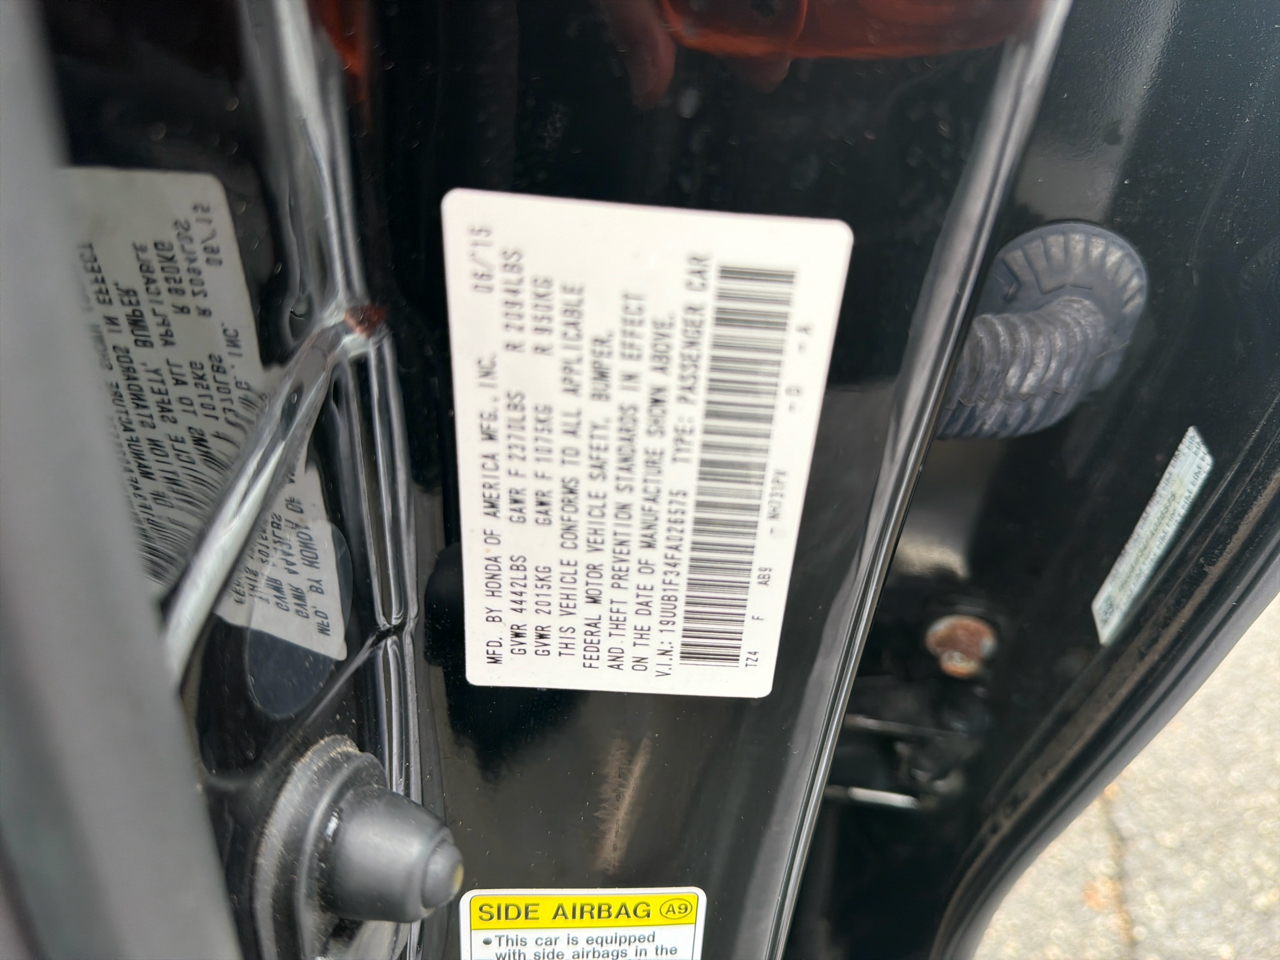 MFD. BY HONDA OF AMERICA MFG., INC. 06/'15
GVWR 4442LBS GAWR F 2370LBS R 2094LBS
GVWR 2015KG GAWR F 1075KG R 950KG
THIS VEHICLE CONFORMS TO ALL APPLICABLE
FEDERAL MOTOR VEHICLE SAFETY, BUMPER,
AND THEFT PREVENTION STANDARDS IN EFFECT
ON THE DATE OF MANUFACTURE SHOWN ABOVE.
V.I.N.: 19UUB1F34FA026575 TYPE: PASSENGER CAR
TZ4 F AB9 - NH731PX - D - A
SIDE AIRBAG A9
• This car is equipped
with side airbags in the